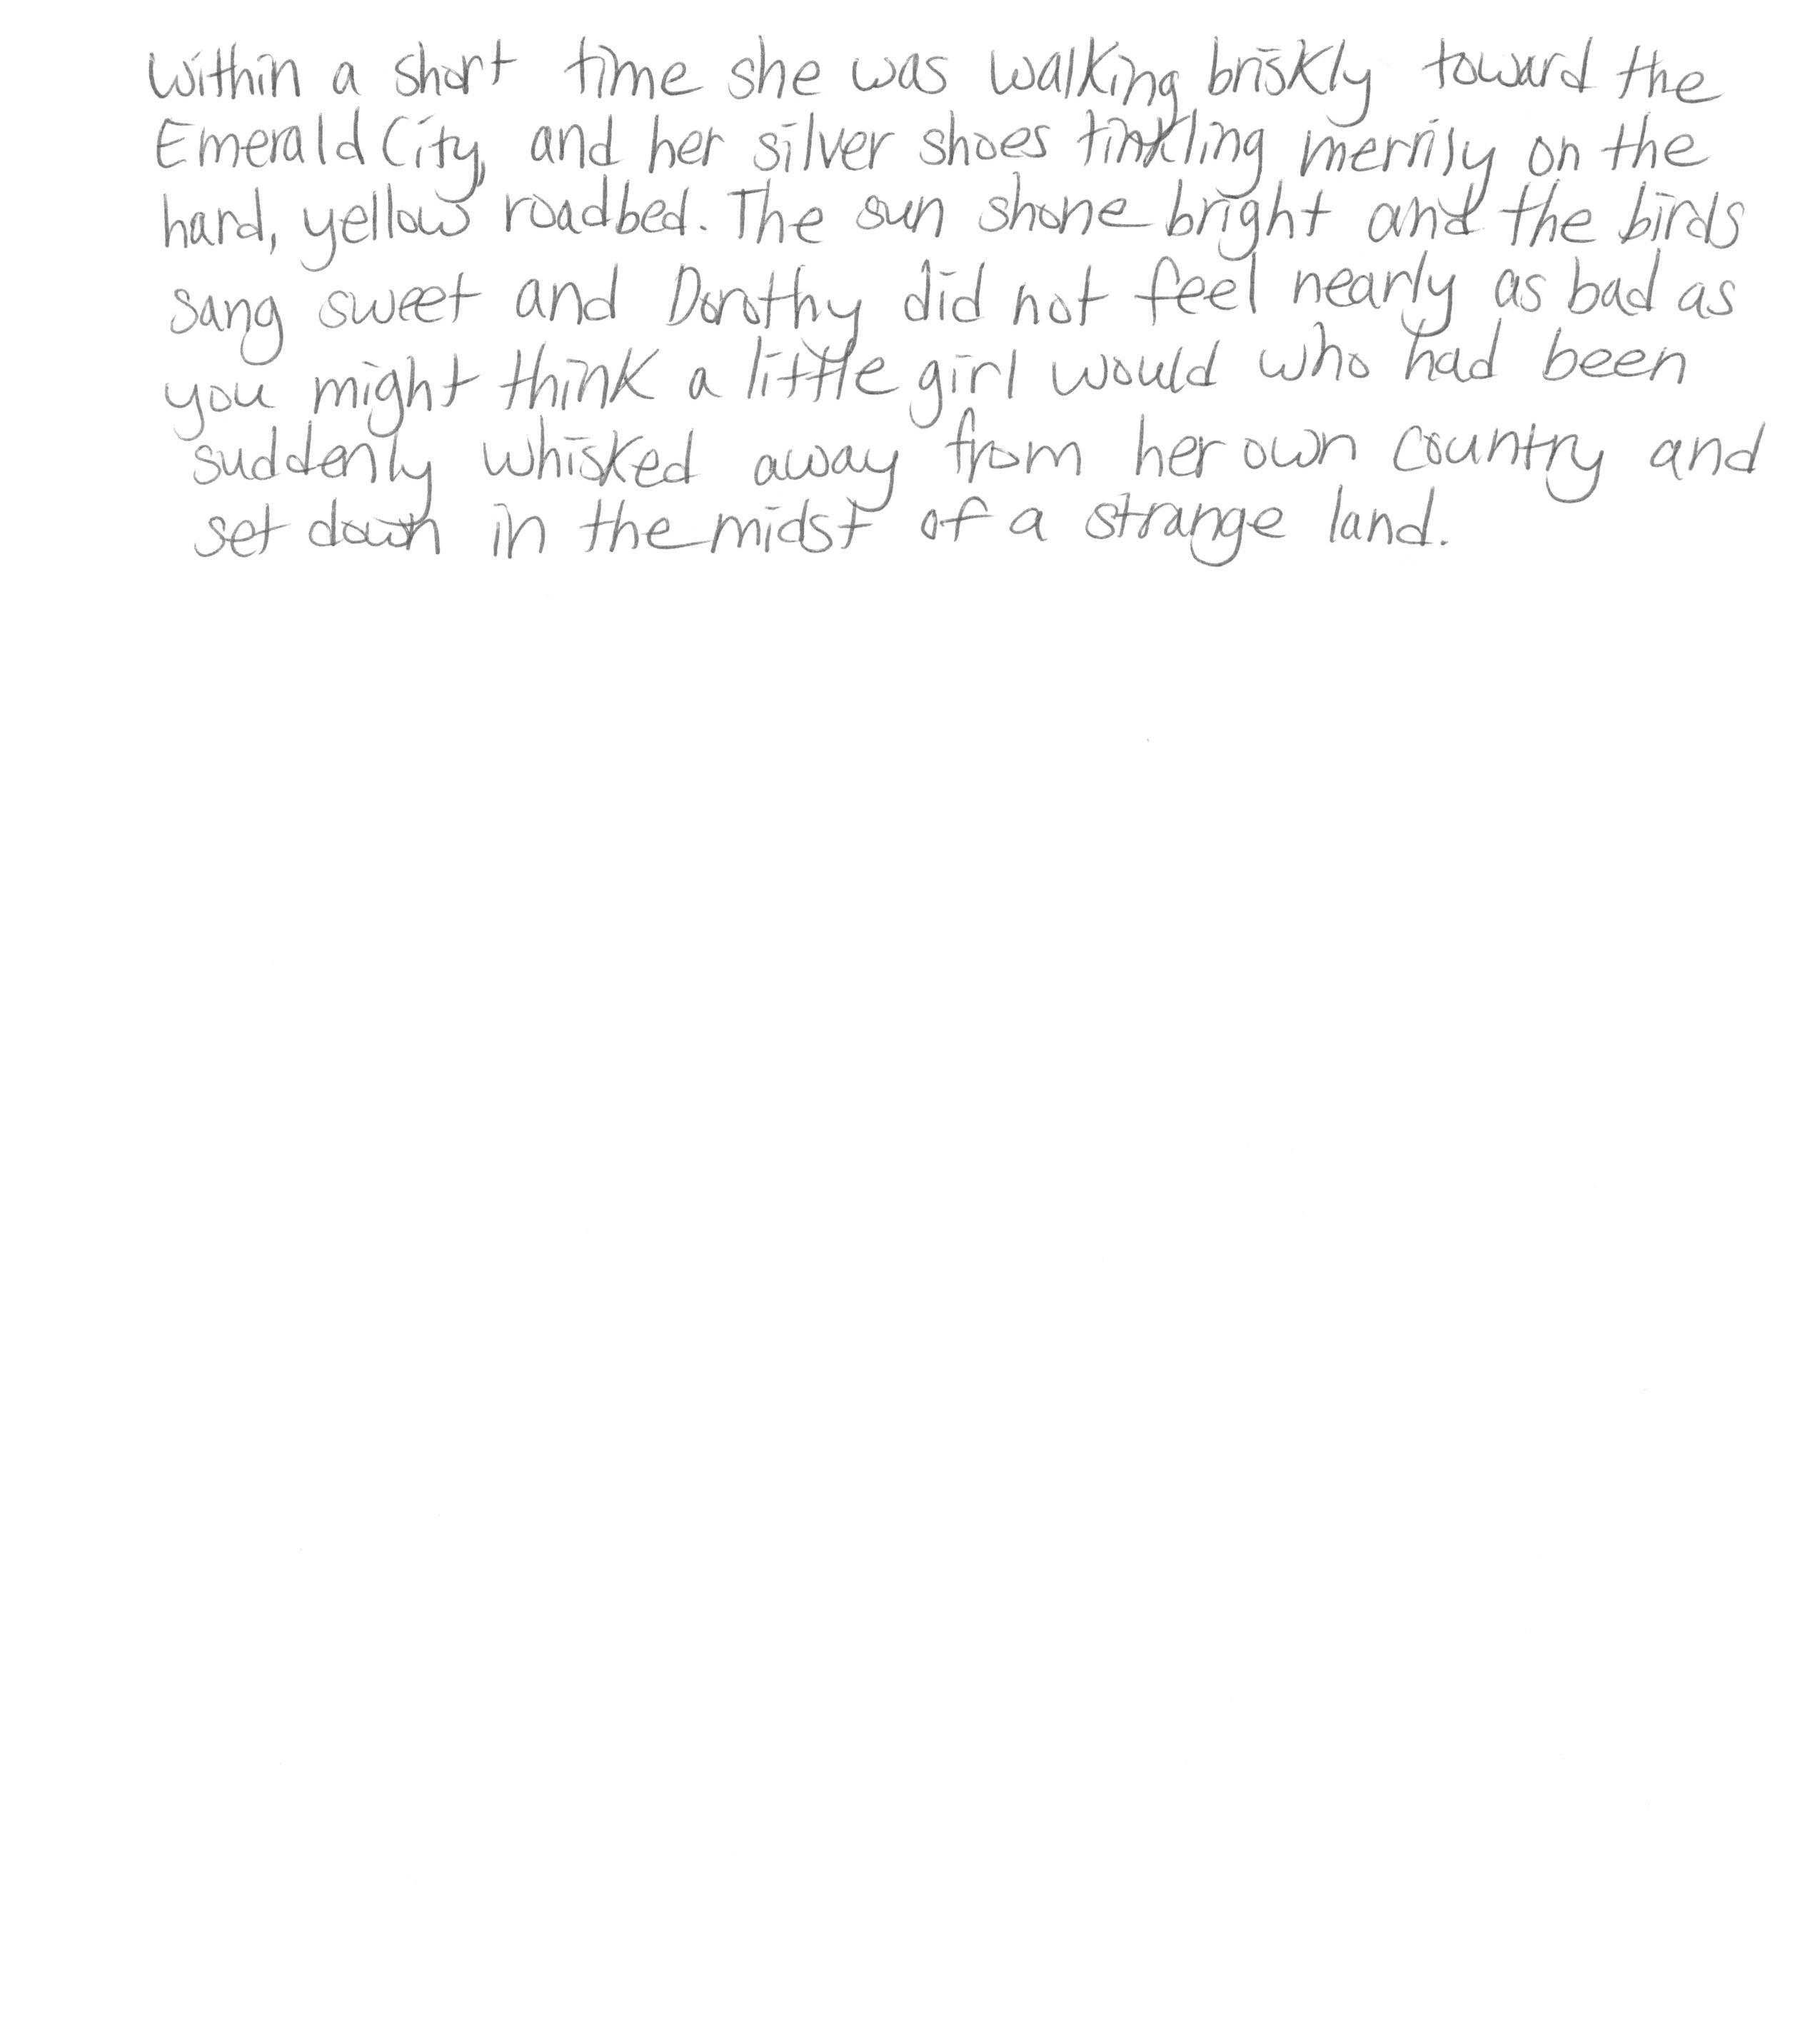 Within a short time she was walking briskly toward the
Emerald City, and her silver shoes tinkling merrily on the
hard, yellow roadbed. The sun shone bright and the birds
sang sweet and Dorothy did not feel nearly as bad as
you might think a little girl would who had been
suddenly whisked away from her own country and
set down in the midst of a strange land.